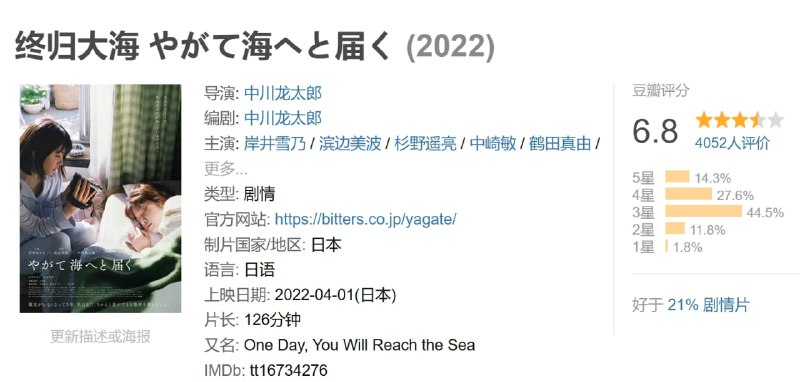 终归大海 やがて海へと届く (2022)
导演: 中川龙太郎
编剧: 中川龙太郎
主演: 岸井雪乃 / 滨边美波 / 杉野遥亮 / 中崎敏 / 鹤田真由 /
更多...
类型: 剧情
官方网站: https://bitters.co.jp/yagate/
制片国家/地区: 日本
语言: 日语
上映日期: 2022-04-01(日本)
片长: 126分钟
又名: One Day, You Will Reach the Sea
IMDb: tt16734276
やがて海へと届く
更新描述或海报
豆瓣评分
6.8
4052人评价
5星 14.3%
4星 27.6%
3星 44.5%
2星 11.8%
1星 1.8%
好于 21% 剧情片